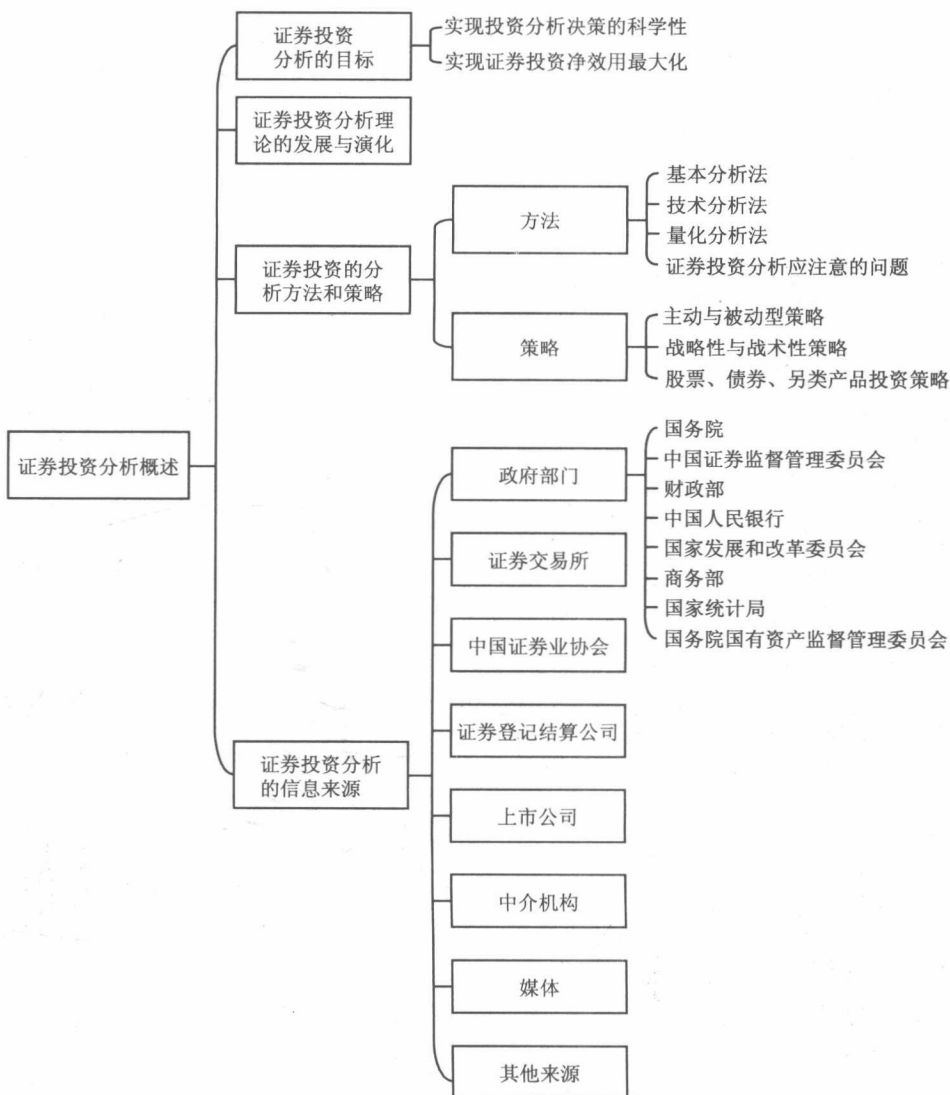 证券投资分析概述
证券投资
分析的目标
实现投资分析决策的科学性
实现证券投资净效用最大化
证券投资分析理
论的发展与演化
证券投资的分
析方法和策略
方法
基本分析法
技术分析法
量化分析法
证券投资分析应注意的问题
策略
主动与被动型策略
战略性与战术性策略
股票、债券、另类产品投资策略
证券投资分析
的信息来源
政府部门
国务院
中国证券监督管理委员会
财政部
中国人民银行
国家发展和改革委员会
商务部
国家统计局
国务院国有资产监督管理委员会
证券交易所
中国证券业协会
证券登记结算公司
上市公司
中介机构
媒体
其他来源